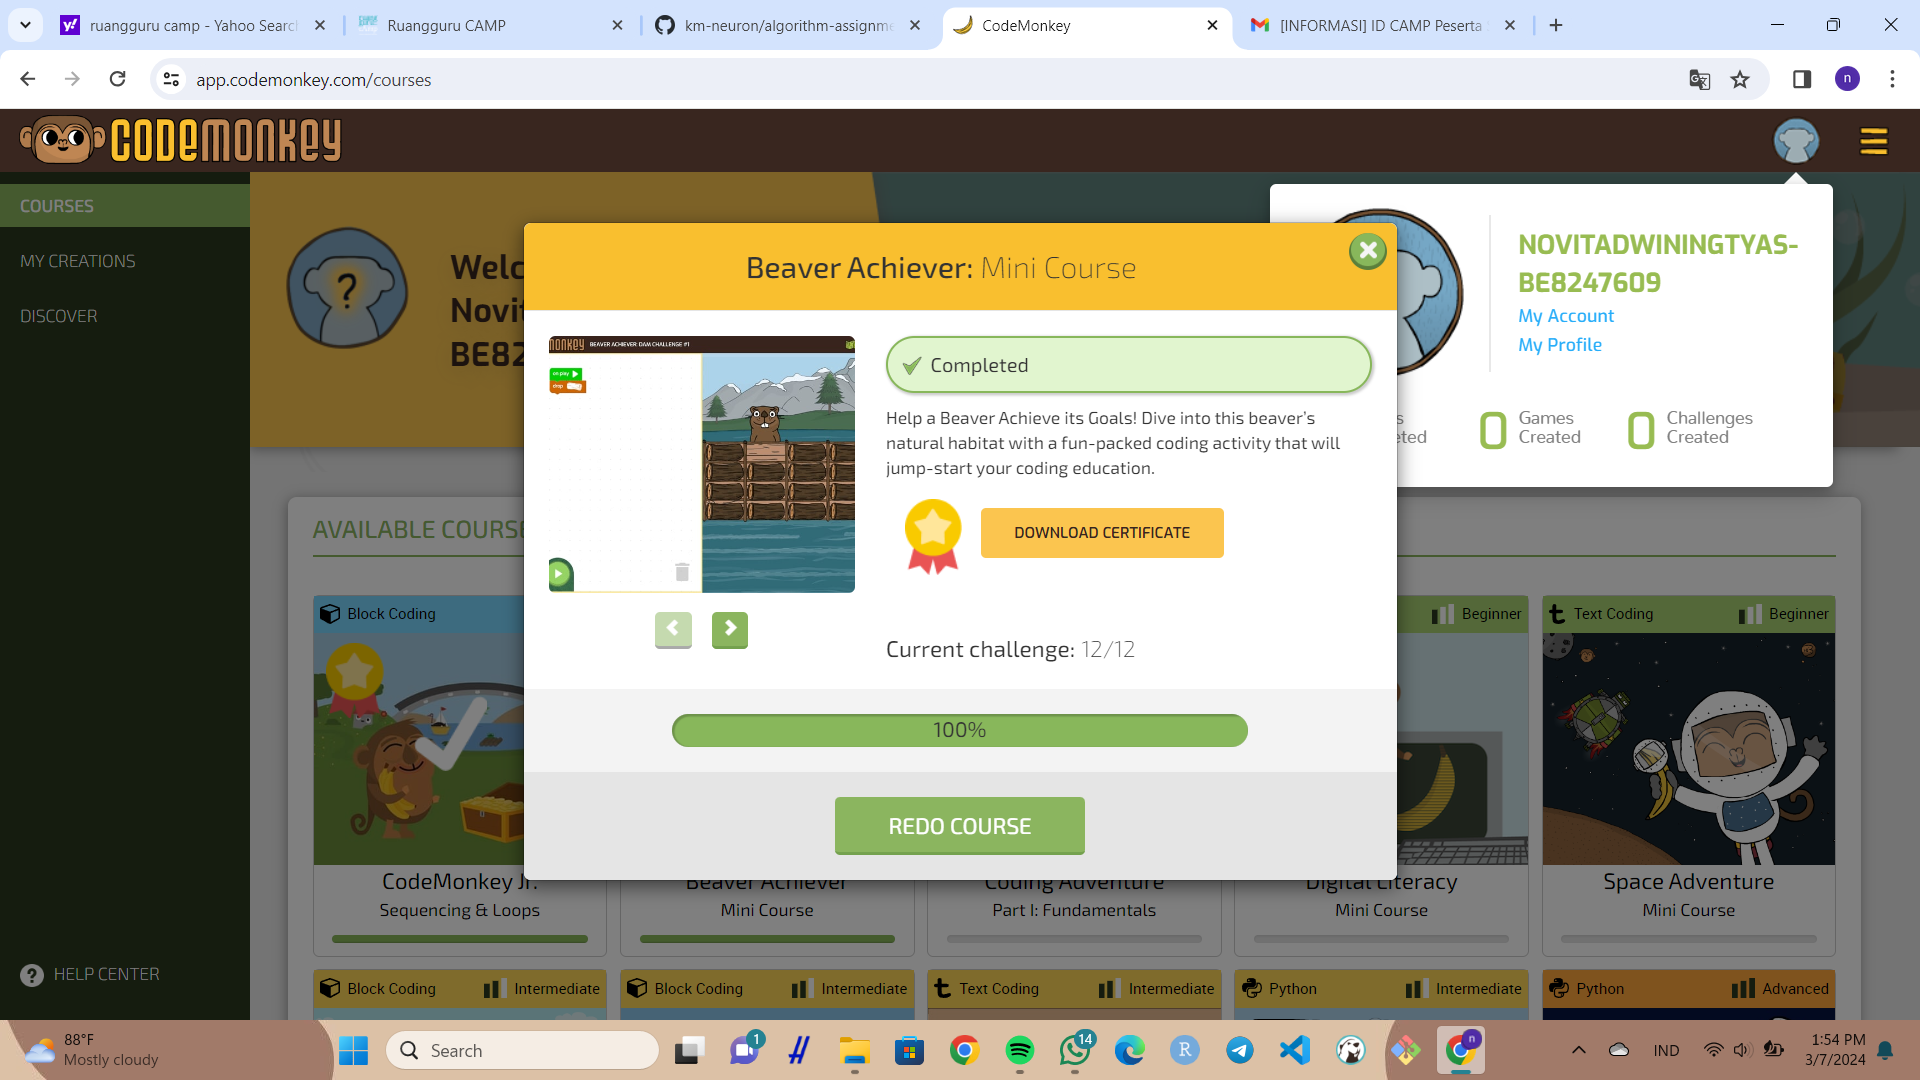 ruangguru camp - Yahoo Search
Ruangguru CAMP
km-neuron/algorithm-assignme
CodeMonkey
[INFORMASI] ID CAMP Peserta
app.codemonkey.com/courses
n
CODEMONKEY
COURSES
MY CREATIONS
DISCOVER
HELP CENTER
?
Welc
Novit
BE82
NOVITADWININGTYAS-
BE8247609
My Account
My Profile
0 Games
Created
0 Challenges
Created
AVAILABLE COURSE
Beaver Achiever: Mini Course
BEAVER ACHIEVER: DAM CHALLENGE #1
on play
drop
Completed
Help a Beaver Achieve its Goals! Dive into this beaver’s
natural habitat with a fun-packed coding activity that will
jump-start your coding education.
DOWNLOAD CERTIFICATE
Current challenge: 12/12
100%
REDO COURSE
Block Coding
Beginner
Text Coding Beginner
CodeMonkey Jr.
Sequencing & Loops
Beaver Achiever
Mini Course
Coding Adventure
Part I: Fundamentals
Digital Literacy
Mini Course
Space Adventure
Mini Course
Block Coding Intermediate
Block Coding Intermediate
Text Coding Intermediate
Python Intermediate
Python Advanced
88°F
Mostly cloudy
Search
1
14
R
n
IND
1:54 PM
3/7/2024